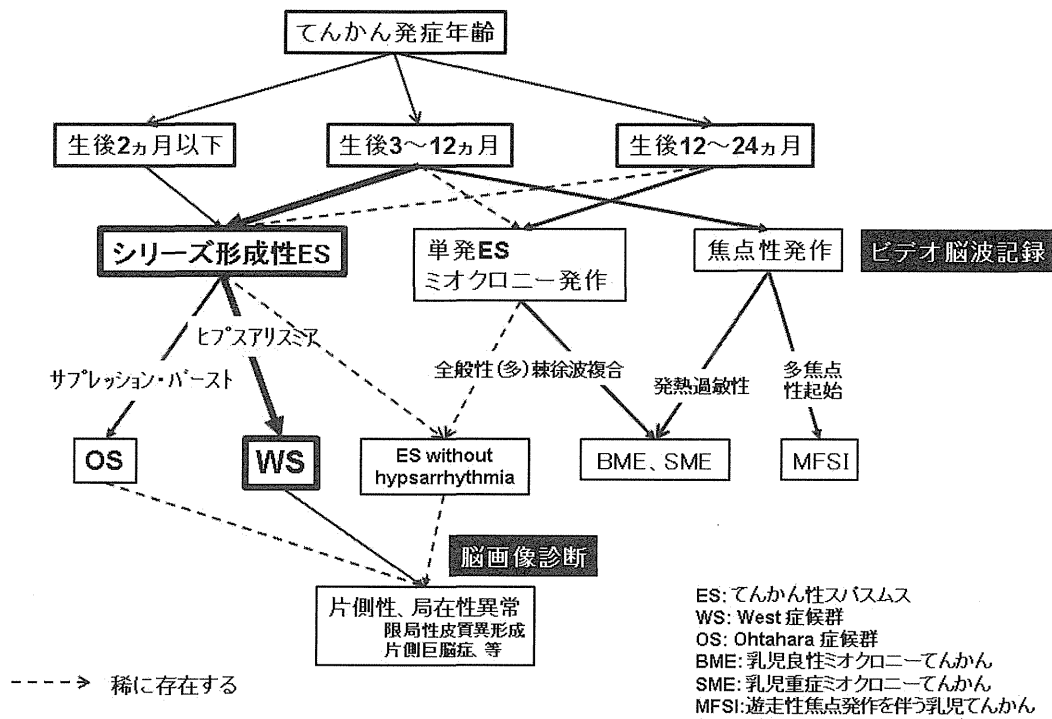 てんかん発症年齢
生後2ヵ月以下
生後3～12ヵ月
生後12～24ヵ月
シリーズ形成性ES
単発ES
ミオクロニー発作
焦点性発作
ビデオ脳波記録
ヒプスアリスミア
サプレッション・バースト
全般性(多)棘徐波複合
発熱過敏性
多焦点
性起始
OS
WS
ES without
hypsarrhythmia
BME、SME
MFSI
脳画像診断
片側性、局在性異常
限局性皮質異形成
片側巨脳症、等
稀に存在する
ES: てんかん性スパスムス
WS: West 症候群
OS: Ohtahara 症候群
BME: 乳児良性ミオクロニーてんかん
SME: 乳児重症ミオクロニーてんかん
MFSI: 遊走性焦点発作を伴う乳児てんかん